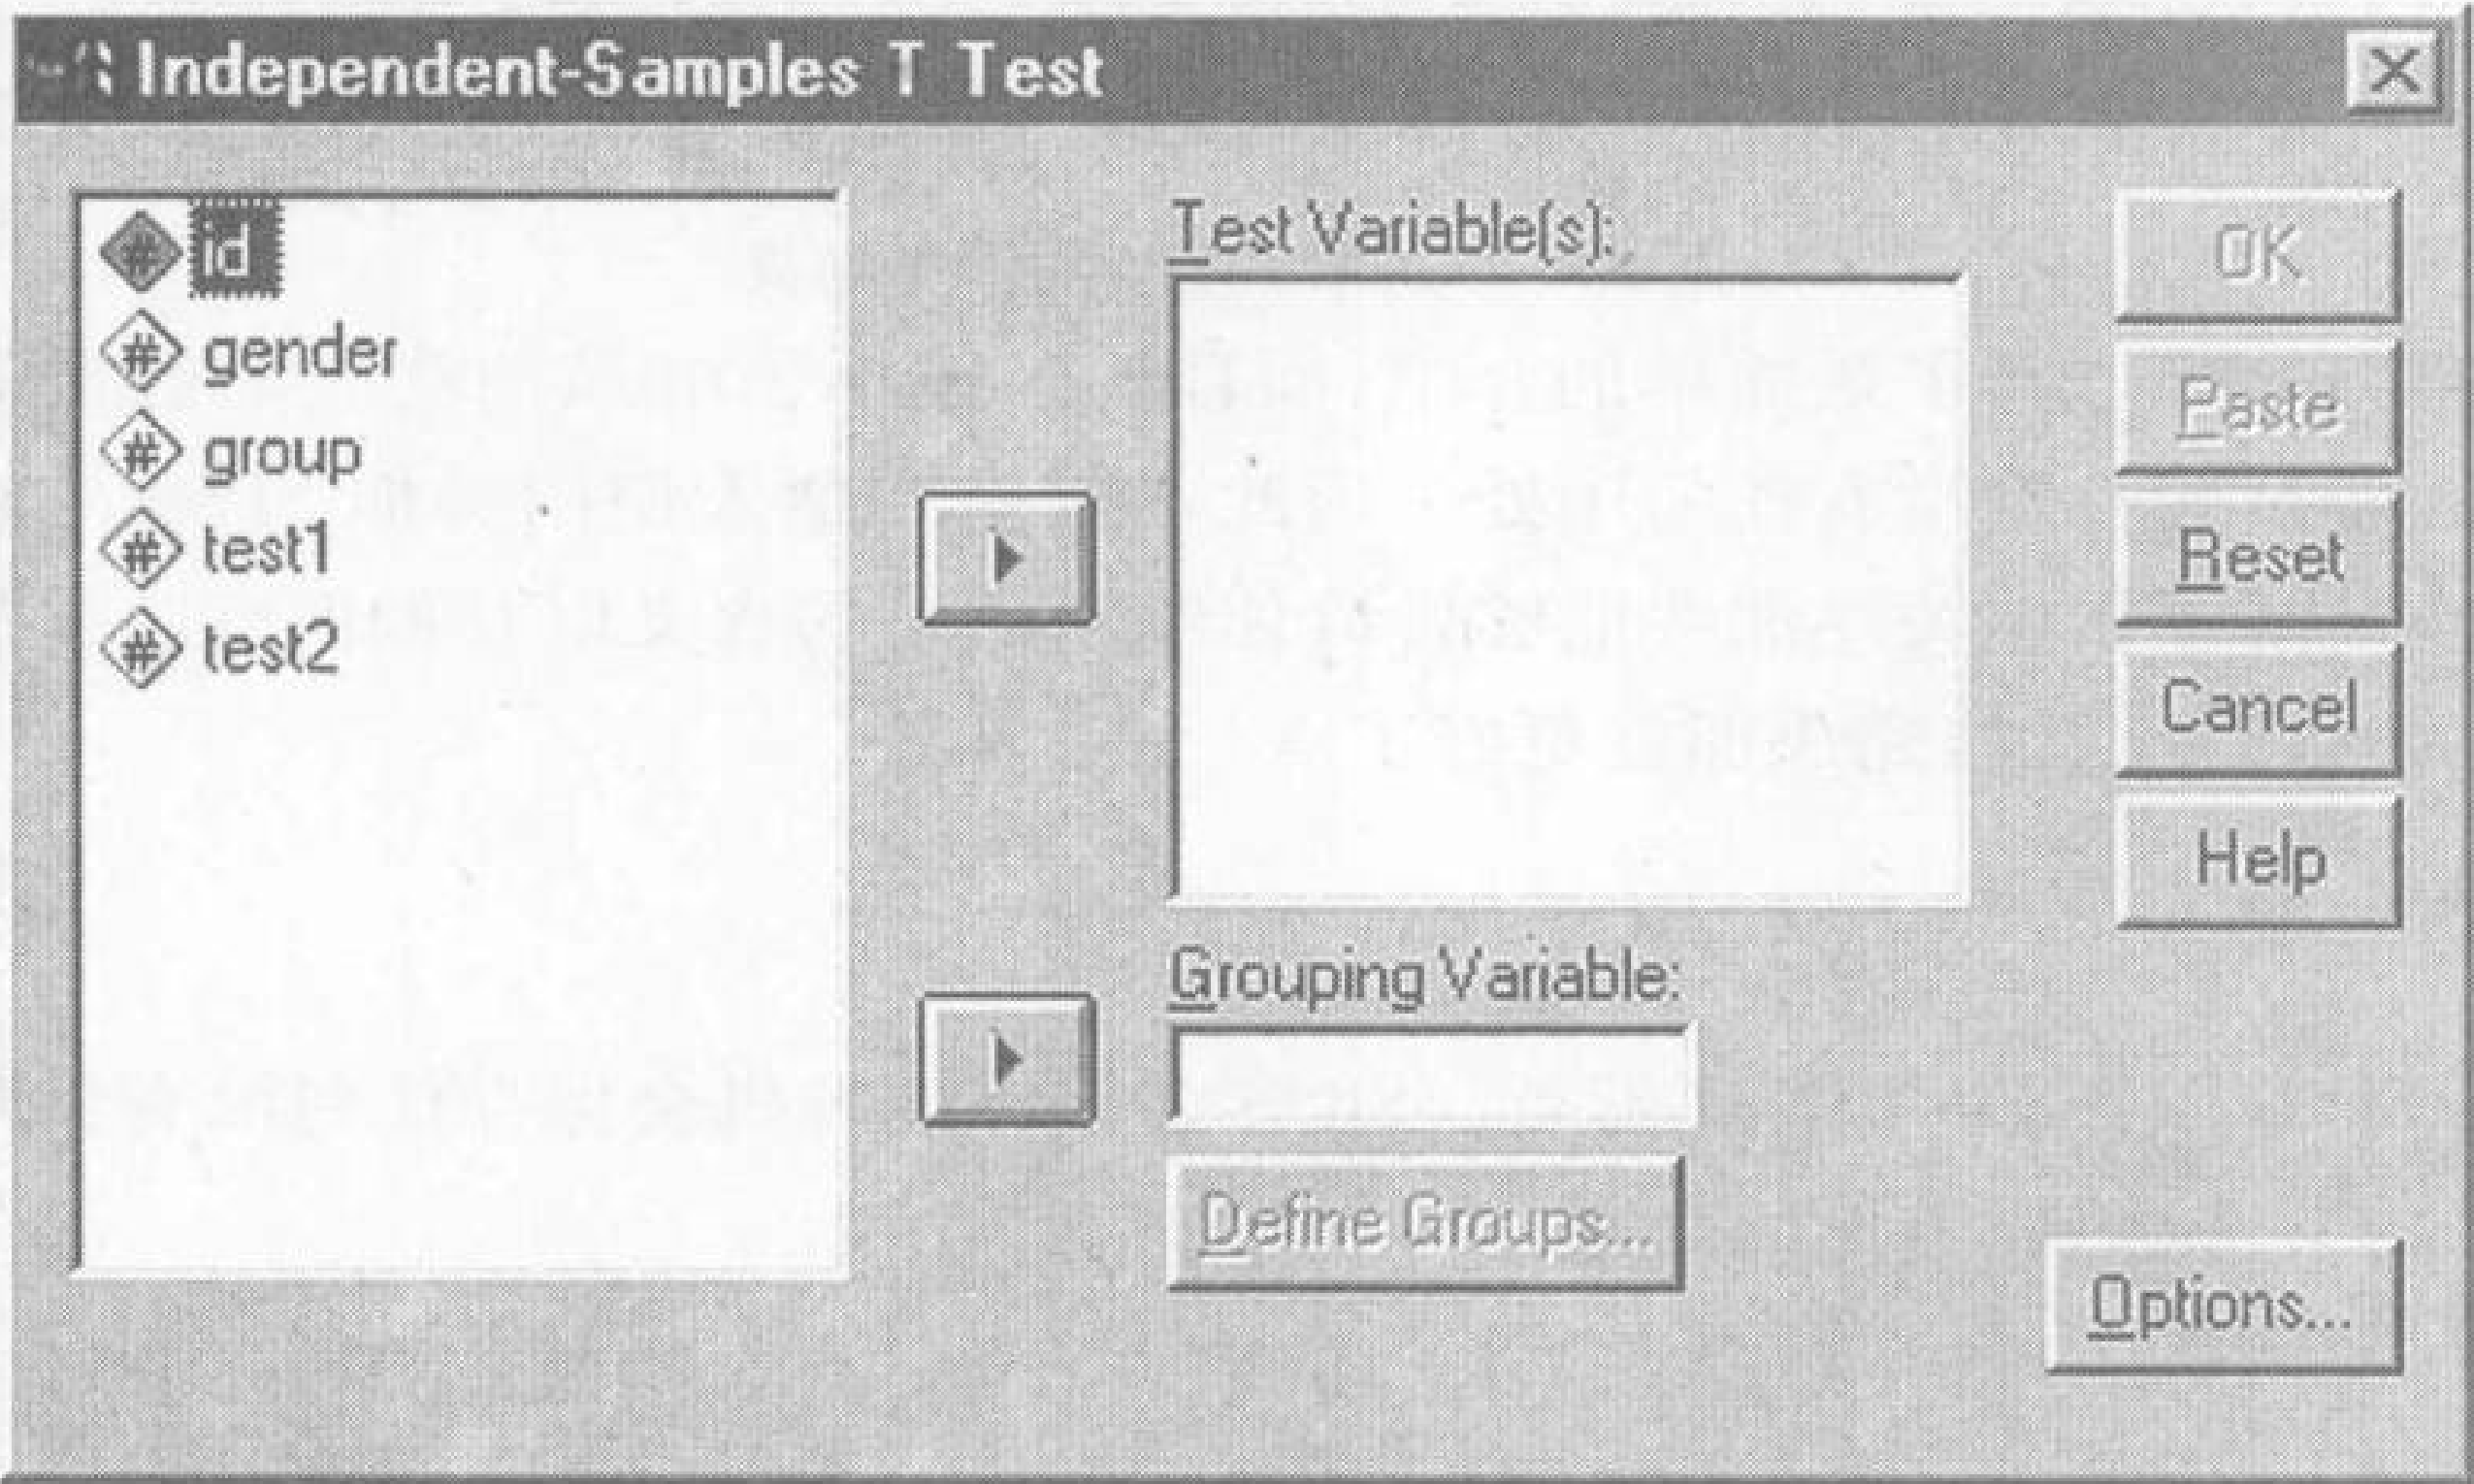 Independent-Samples T Test
# id
# gender
# group
# test1
# test2
Test Variable(s):
Grouping Variable:
Define Groups...
OK
Paste
Reset
Cancel
Help
Options...